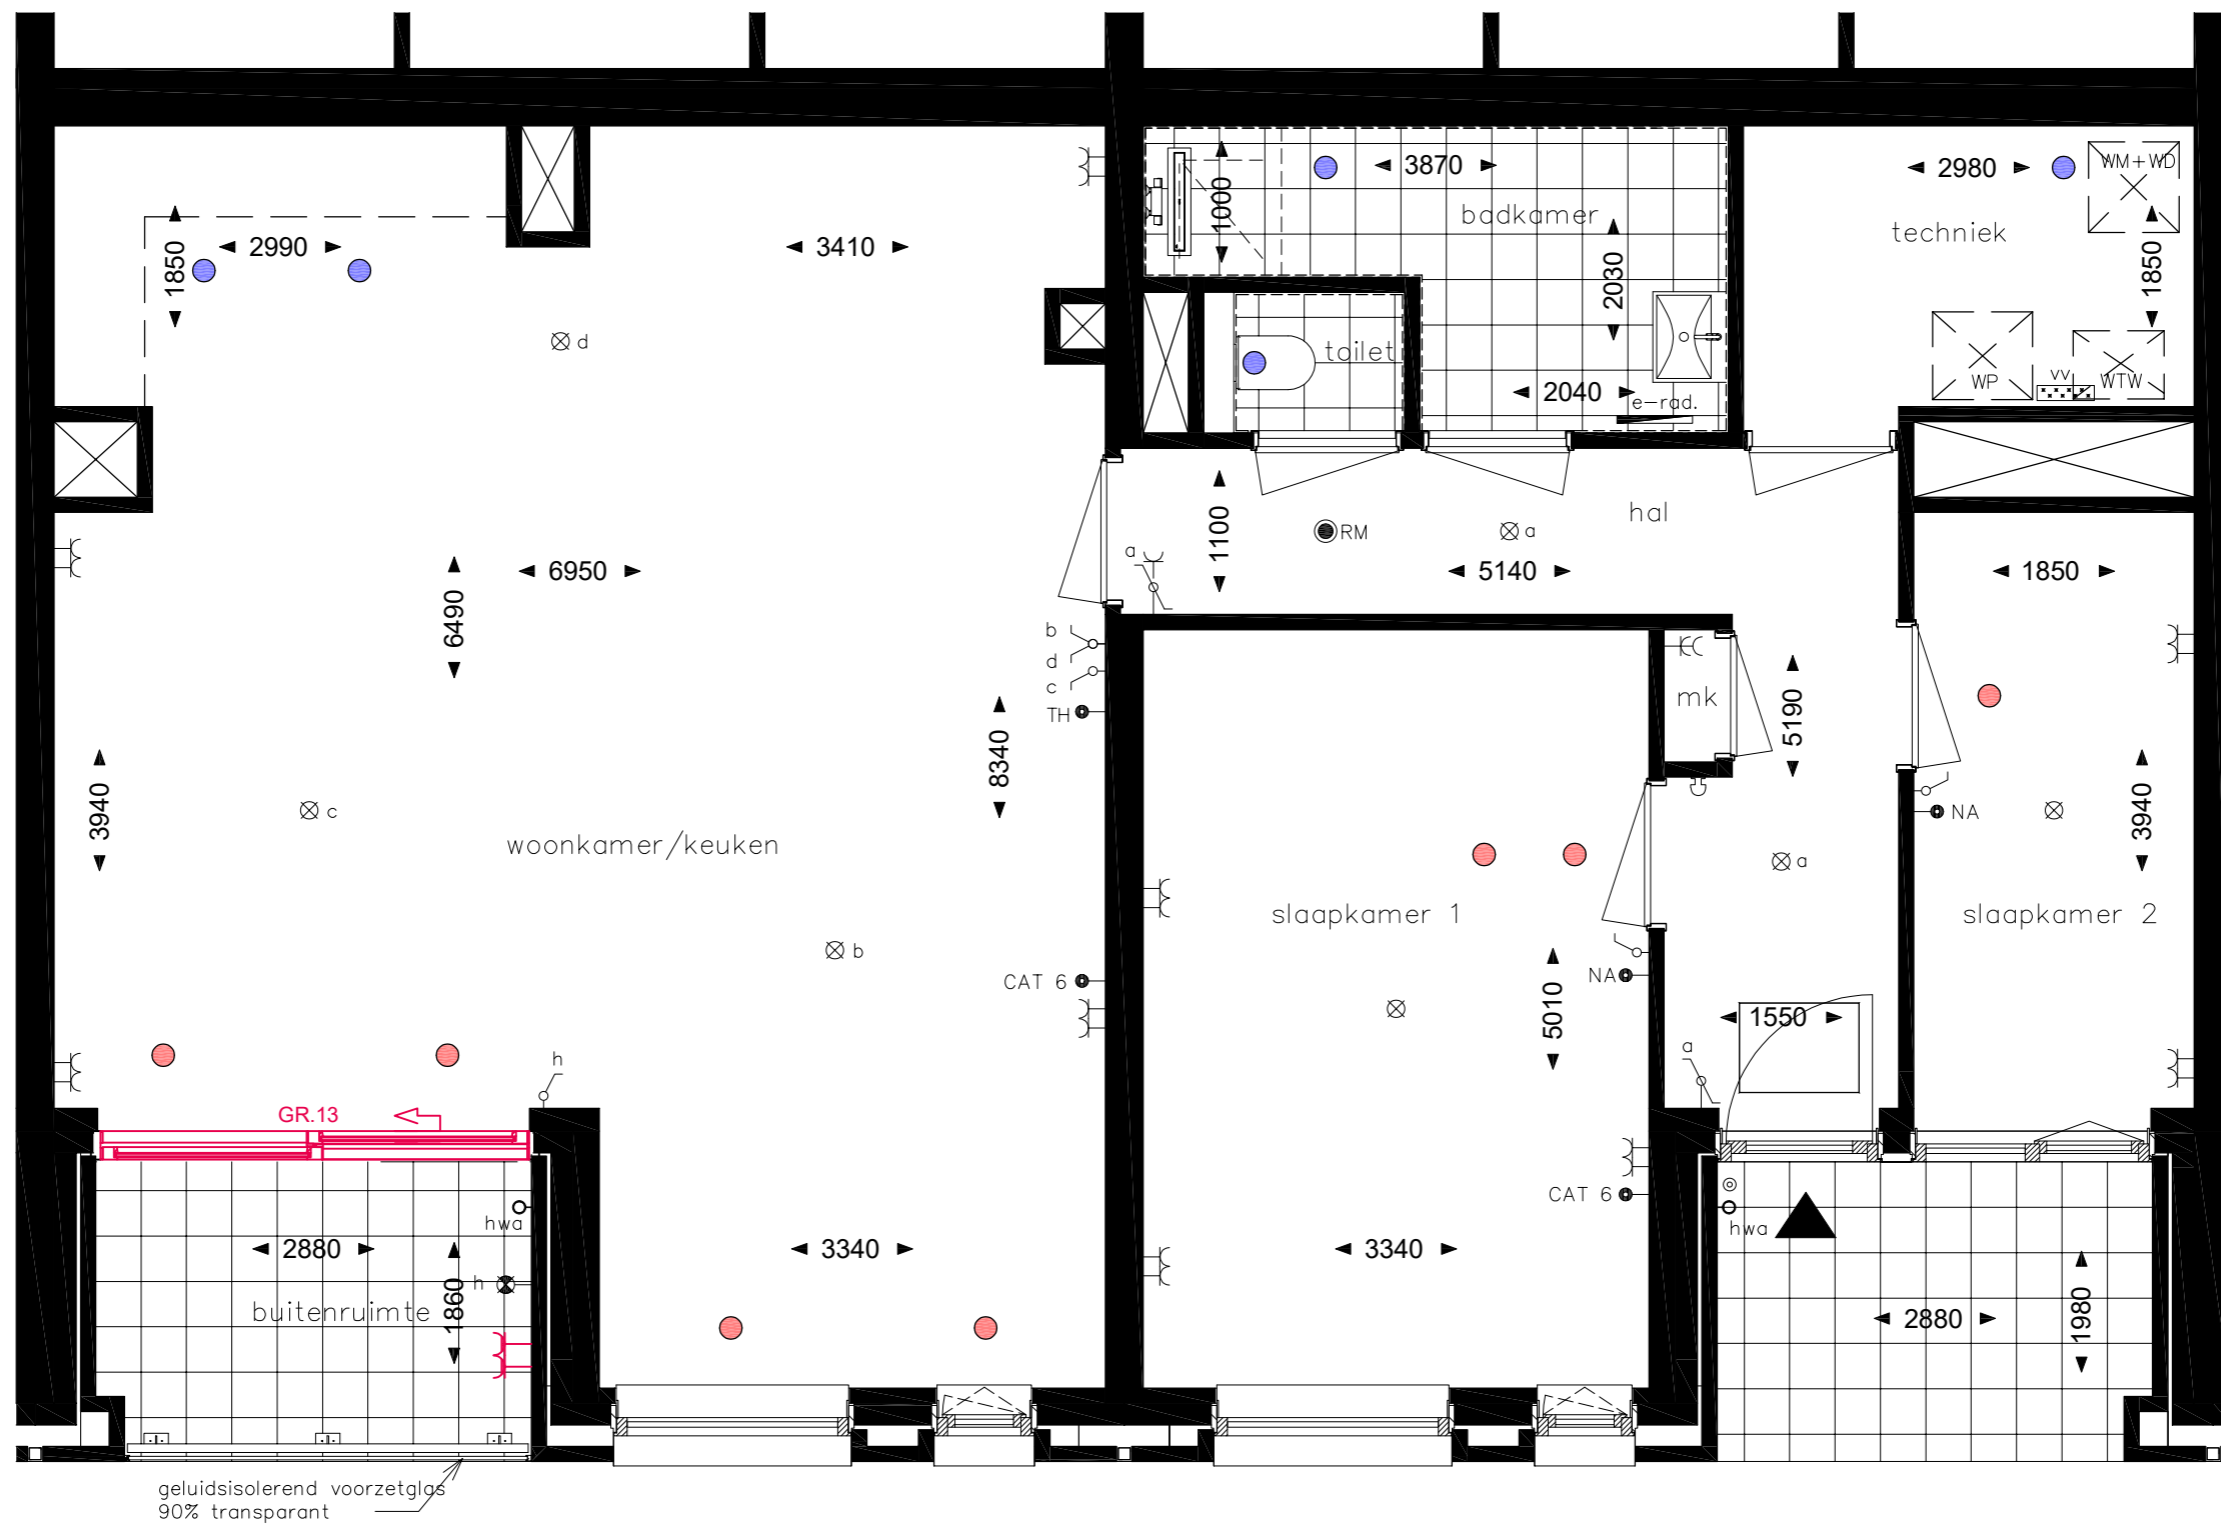 WM+WD
3870
2980
1000
badkamer
techniek
2990
3410
1850
2030
1850
d
toilet
vv
WP
WTW
2040
e-rad.
hal
1100
RM
a
a
6950
5140
1850
6490
b
d
c
TH
mk
5190
8340
3940
c
NA
3940
woonkamer/keuken
a
slaapkamer 1
slaapkamer 2
b
CAT 6
NA
5010
1550
a
h
GR.13
CAT 6
hwa
hwa
2880
3340
3340
h
1860
buitenruimte
2880
1980
geluidsisolerend voorzetglas
90% transparant